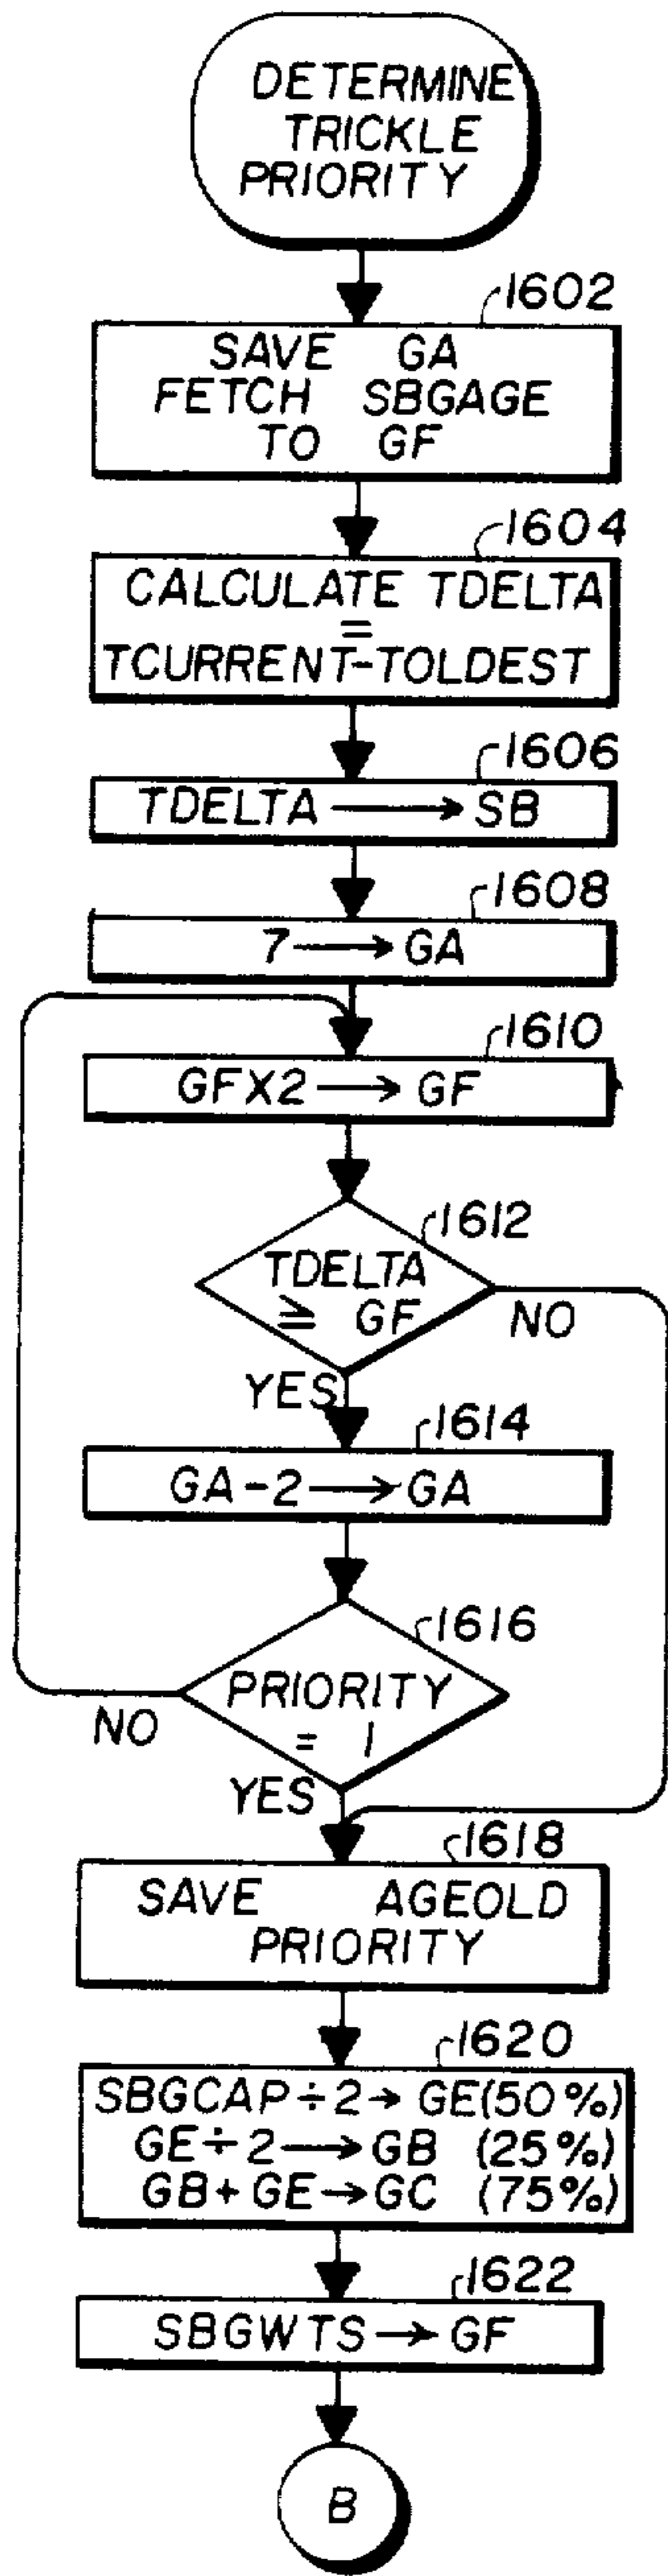 DETERMINE
TRICKLE
PRIORITY
1602
SAVE GA
FETCH SBGAGE
TO GF
1604
CALCULATE TDELTA
=
TCURRENT-TOLDEST
1606
TDELTA → SB
1608
7 → GA
1610
GFX2 → GF
1612
TDELTA
≥ GF
NO
YES
1614
GA-2 → GA
1616
PRIORITY
= 1
NO
YES
1618
SAVE AGEOLD
PRIORITY
1620
SBGCAP ÷ 2 → GE (50%)
GE ÷ 2 → GB (25%)
GB + GE → GC (75%)
1622
SBGWTS → GF
B